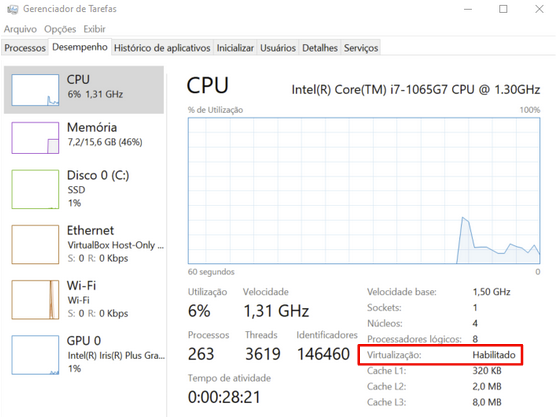 Gerenciador de Tarefas
Arquivo Opções Exibir
Processos Desempenho Histórico de aplicativos Inicializar Usuários Detalhes Serviços
CPU
6% 1,31 GHz
Memória
7,2/15,6 GB (46%)
Disco 0 (C:)
SSD
1%
Ethernet
VirtualBox Host-Only ...
S: 0 R: 0 Kbps
Wi-Fi
Wi-Fi
S: 0 R: 0 Kbps
GPU 0
Intel(R) Iris(R) Plus Gra...
1%
CPU Intel(R) Core(TM) i7-1065G7 CPU @ 1.30GHz
% de Utilização 100%
60 segundos 0
Utilização Velocidade
6% 1,31 GHz
Processos Threads Identificadores
263 3619 146460
Tempo de atividade
0:00:28:21
Velocidade base: 1,50 GHz
Sockets: 1
Núcleos: 4
Processadores lógicos: 8
Virtualização: Habilitado
Cache L1: 320 KB
Cache L2: 2,0 MB
Cache L3: 8,0 MB